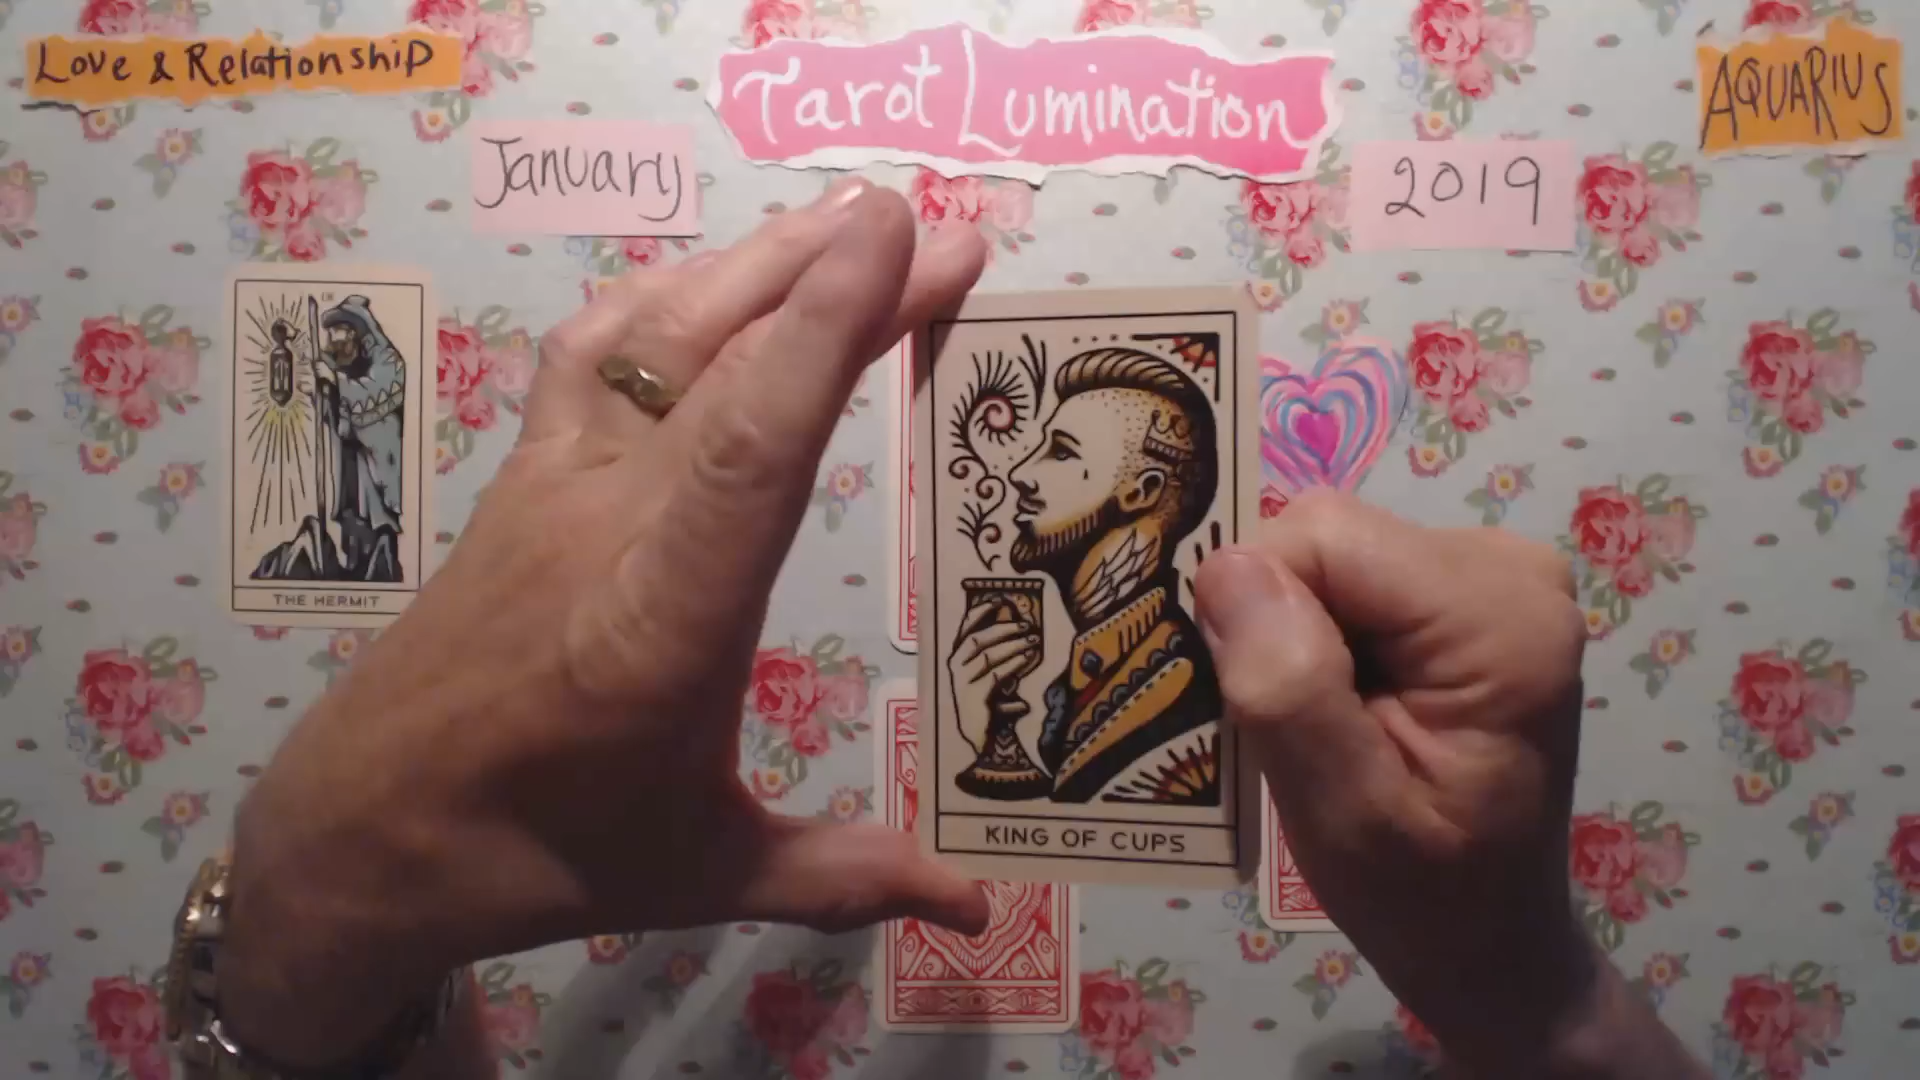 Love & Relationship
Tarot Lumination
AQUARIUS
January
2019
THE HERMIT
KING OF CUPS